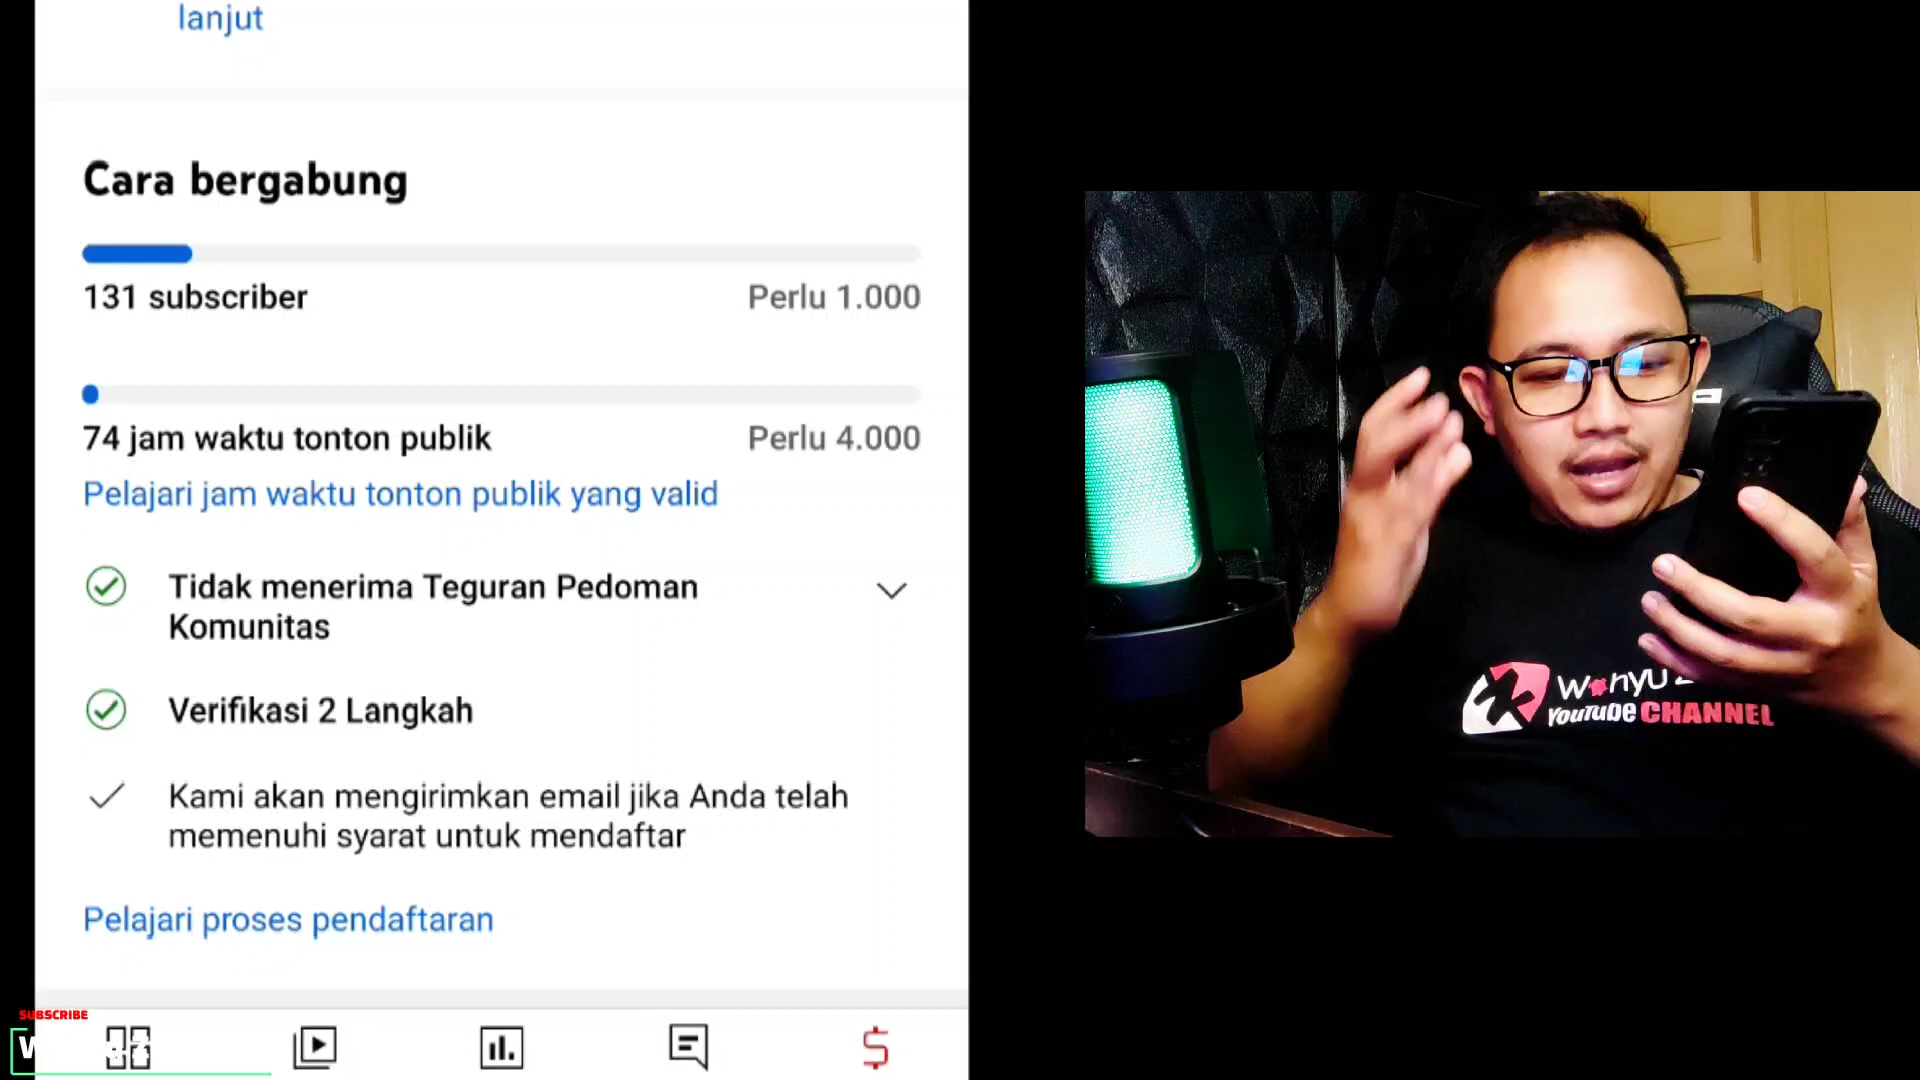 lanjut
Cara bergabung
131 subscriber
Perlu 1.000
74 jam waktu tonton publik
Perlu 4.000
Pelajari jam waktu tonton publik yang valid
Tidak menerima Teguran Pedoman
Komunitas
Verifikasi 2 Langkah
Kami akan mengirimkan email jika Anda telah
memenuhi syarat untuk mendaftar
Pelajari proses pendaftaran
SUBSCRIBE
YouTube CHANNEL